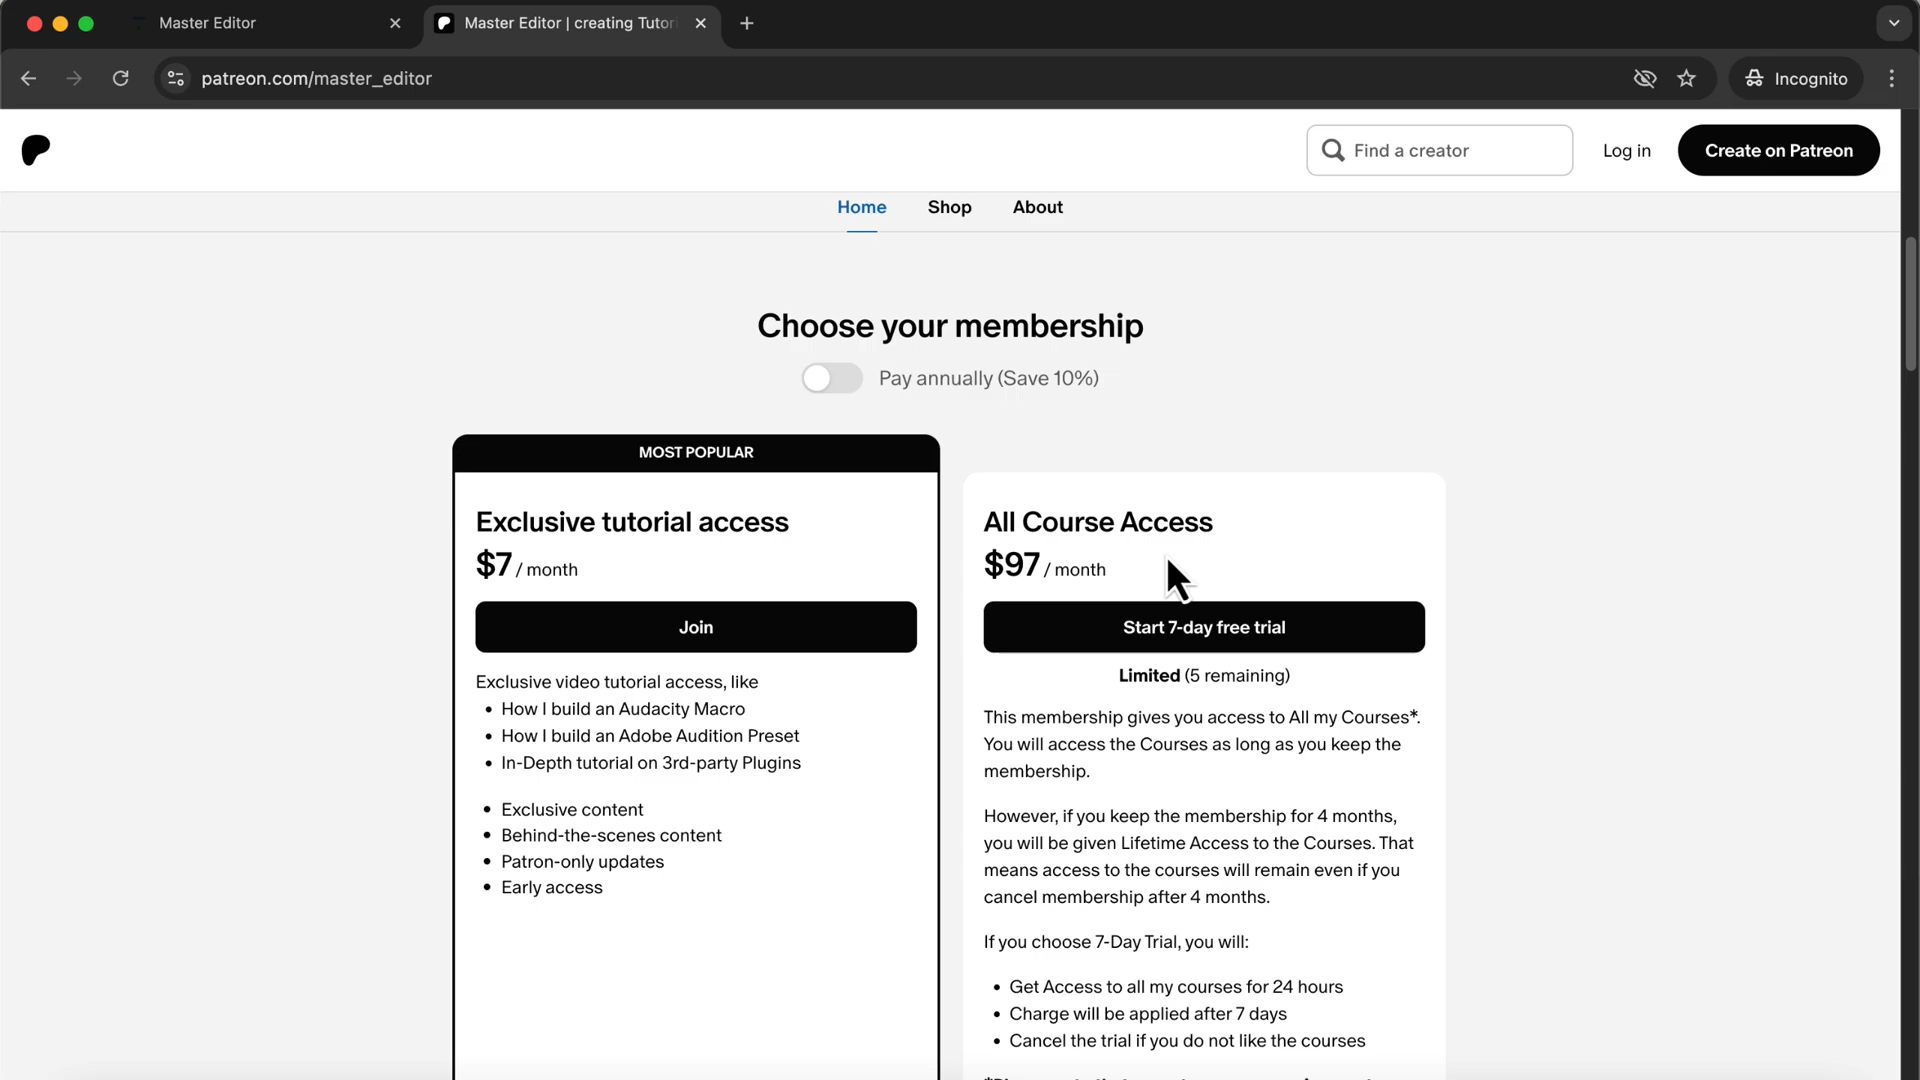 Master Editor
Master Editor | creating Tutori
patreon.com/master_editor
Incognito
Find a creator
Log in
Create on Patreon
Home
Shop
About
Choose your membership
Pay annually (Save 10%)
MOST POPULAR
Exclusive tutorial access
$7 / month
Join
Exclusive video tutorial access, like
• How I build an Audacity Macro
• How I build an Adobe Audition Preset
• In-Depth tutorial on 3rd-party Plugins
• Exclusive content
• Behind-the-scenes content
• Patron-only updates
• Early access
All Course Access
$97 / month
Start 7-day free trial
Limited (5 remaining)
This membership gives you access to All my Courses*.
You will access the Courses as long as you keep the
membership.
However, if you keep the membership for 4 months,
you will be given Lifetime Access to the Courses. That
means access to the courses will remain even if you
cancel membership after 4 months.
If you choose 7-Day Trial, you will:
• Get Access to all my courses for 24 hours
• Charge will be applied after 7 days
• Cancel the trial if you do not like the courses